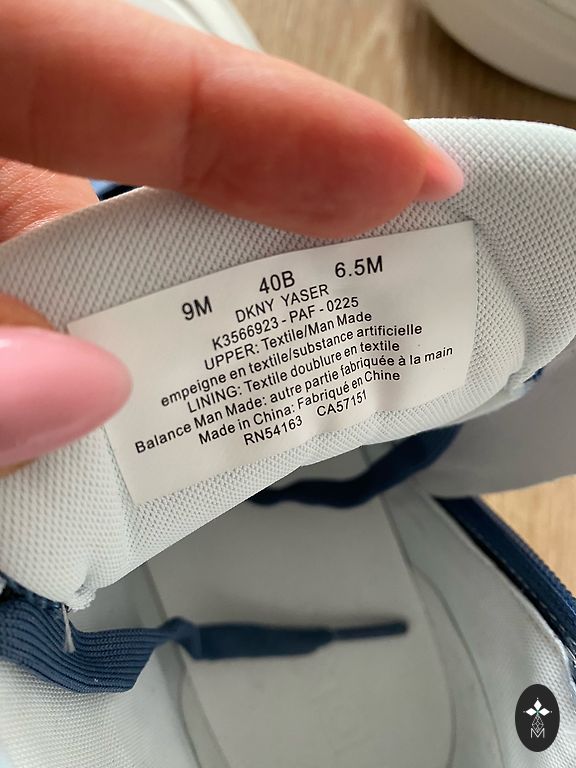 9M 40B 6.5M
DKNY YASER
K3566923 - PAF - 0225
UPPER: Textile/Man Made
empeigne en textile/substance artificielle
LINING: Textile doublure en textile
Balance Man Made: autre partie fabriquée à la main
Made in China: Fabriqué en Chine
RN54163 CA57151
M